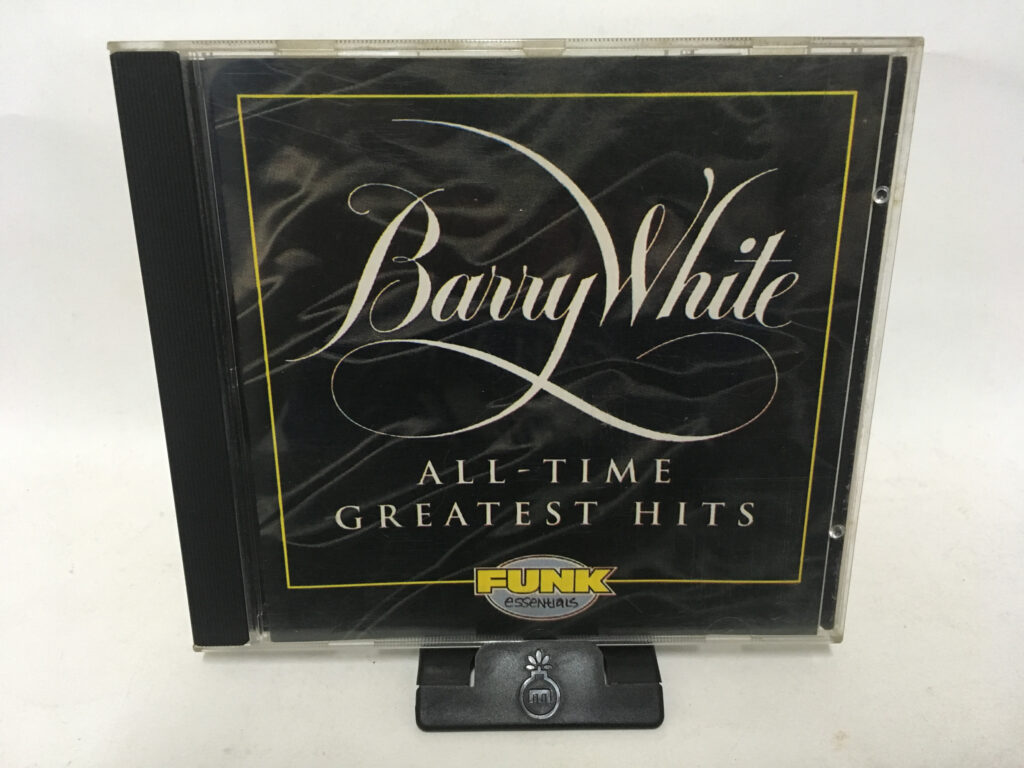 Barry White
ALL-TIME
GREATEST HITS
FUNK
essentials